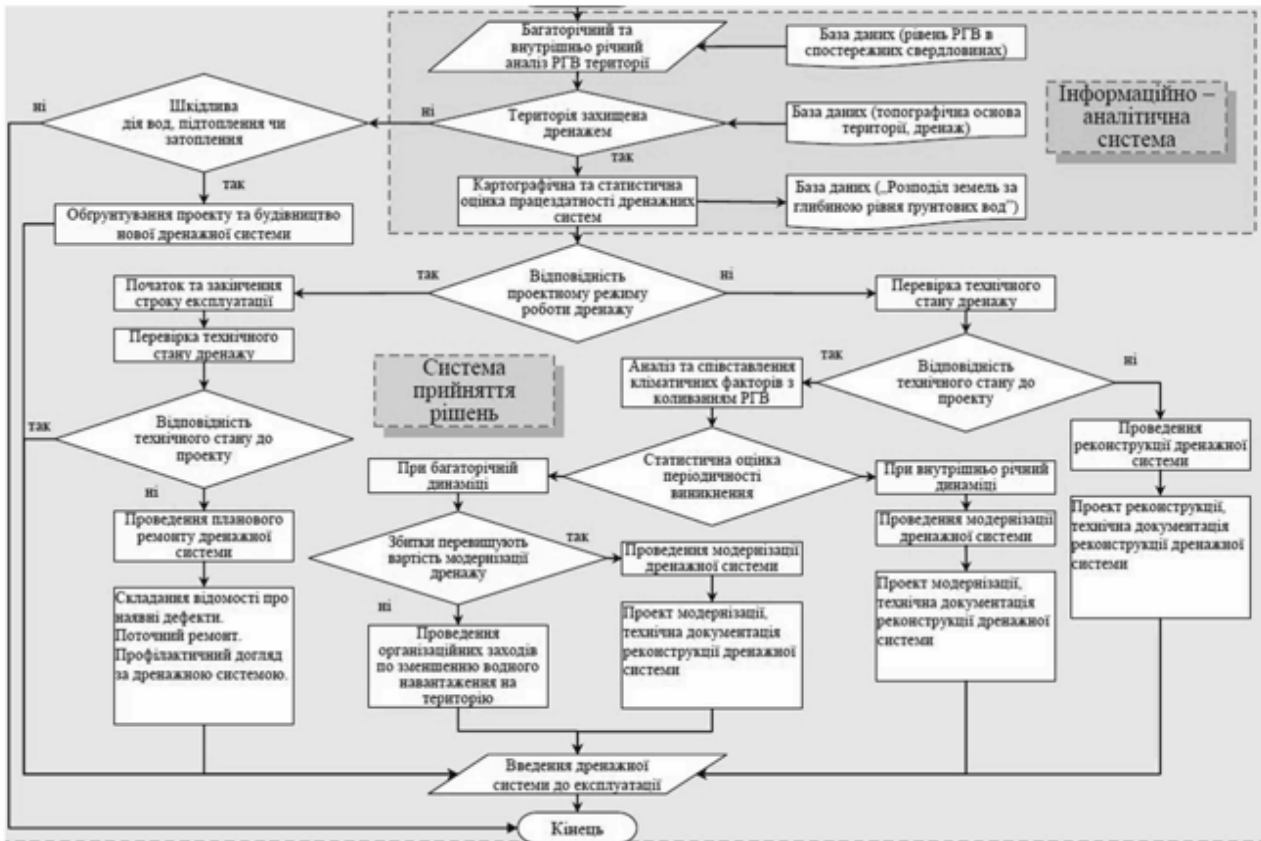 Багаторічний та
внутрішньо річний
аналіз РГВ території
База даних (рівень РГВ в
спостережних свердловинах)
ні
Шкідлива
дія вод, підтоплення чи
затоплення
ні
Територія захищена
дренажем
База даних (топографічна основа
території, дренаж)
Інформаційно –
аналітична
система
так
так
Картографічна та статистична
оцінка працездатності дренажних
систем
База даних („Розподіл земель за
глибиною рівня ґрунтових вод")
Обґрунтування проекту та будівництво
нової дренажної системи
так
Відповідність
проектному режиму
роботи дренажу
ні
Початок та закінчення
строку експлуатації
Перевірка технічного
стану дренажу
Перевірка технічного
стану дренажу
Система
прийняття
рішень
Аналіз та співставлення
кліматичних факторів з
коливанням РГВ
так
Відповідність
технічного стану до
проекту
ні
так
Відповідність
технічного стану до
проекту
Проведення
реконструкції дренажної
системи
При багаторічній
динаміці
Статистична оцінка
періодичності
виникнення
При внутрішньо річний
динаміці
ні
Проведення планового
ремонту дренажної
системи
Збитки перевишують
вартість модернізації
дренажу
так
Проведення модернізації
дренажної системи
Проведення модернізації
дренажної системи
Проект реконструкції,
технічна документація
реконструкції дренажної
системи
Складання відомості про
наявні дефекти.
Поточний ремонт.
Профілактичний догляд
за дренажною системою.
ні
Проведення
організаційних заходів
по зменшенню водного
навантаження на
територію
Проект модернізації,
технічна документація
реконструкції дренажної
системи
Проект модернізації,
технічна документація
реконструкції дренажної
системи
Введення дренажної
системи до експлуатації
Кінець